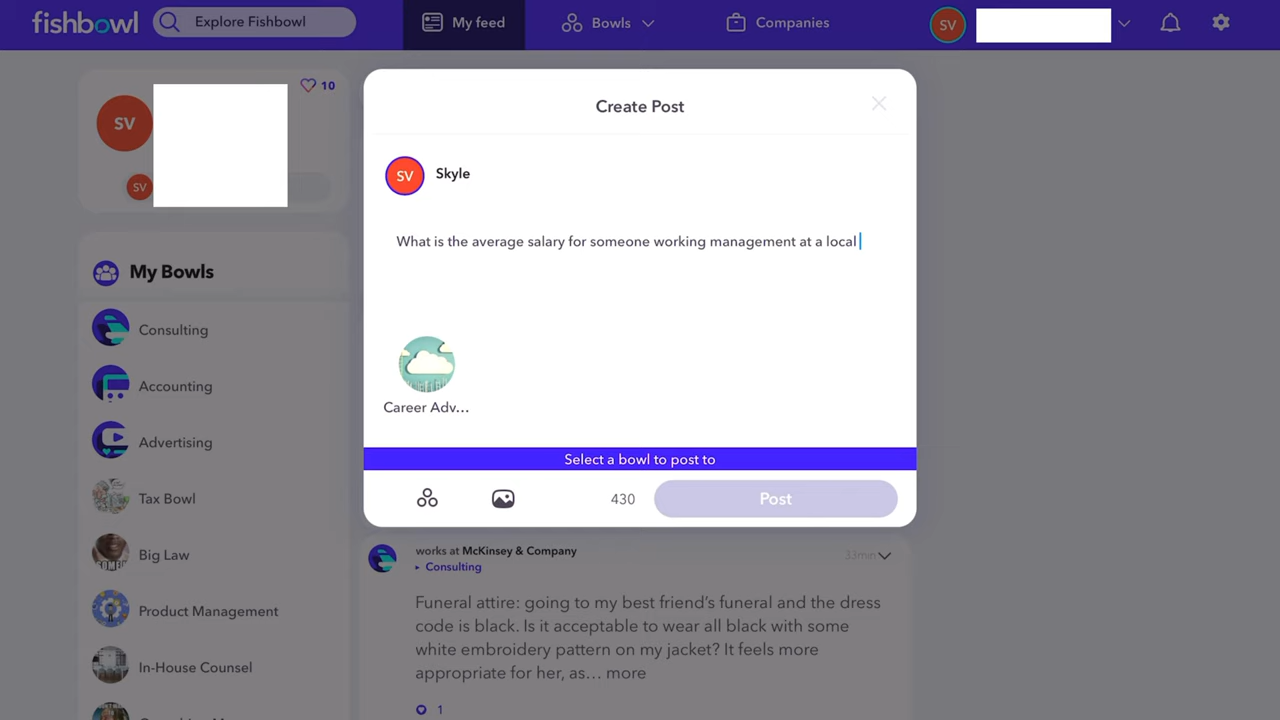 fishbowl
Explore Fishbowl
My feed
Bowls
Companies
SV
10
SV
SV
My Bowls
Consulting
Accounting
Advertising
Tax Bowl
Big Law
Product Management
In-House Counsel
Create Post
SV
Skyle
What is the average salary for someone working management at a local
Career Adv...
Select a bowl to post to
430
Post
works at McKinsey & Company
33min
Consulting
Funeral attire: going to my best friend's funeral and the dress
code is black. Is it acceptable to wear all black with some
white embroidery pattern on my jacket? It feels more
appropriate for her, as... more
1